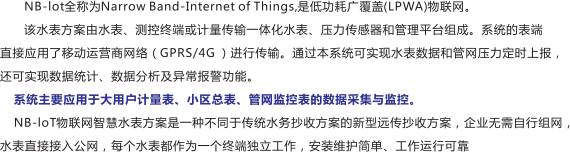 NB-lot全称为Narrow Band-Internet of Things,是低功耗广覆盖(LPWA)物联网。
该水表方案由水表、测控终端或计量传输一体化水表、压力传感器和管理平台组成。系统的表端
直接应用了移动运营商网络（GPRS/4G ）进行传输。通过本系统可实现水表数据和管网压力定时上报，
还可实现数据统计、数据分析及异常报警功能。
系统主要应用于大用户计量表、小区总表、管网监控表的数据采集与监控。
NB-IoT物联网智慧水表方案是一种不同于传统水务抄收方案的新型远传抄收方案，企业无需自行组网，
水表直接接入公网，每个水表都作为一个终端独立工作，安装维护简单、工作运行可靠